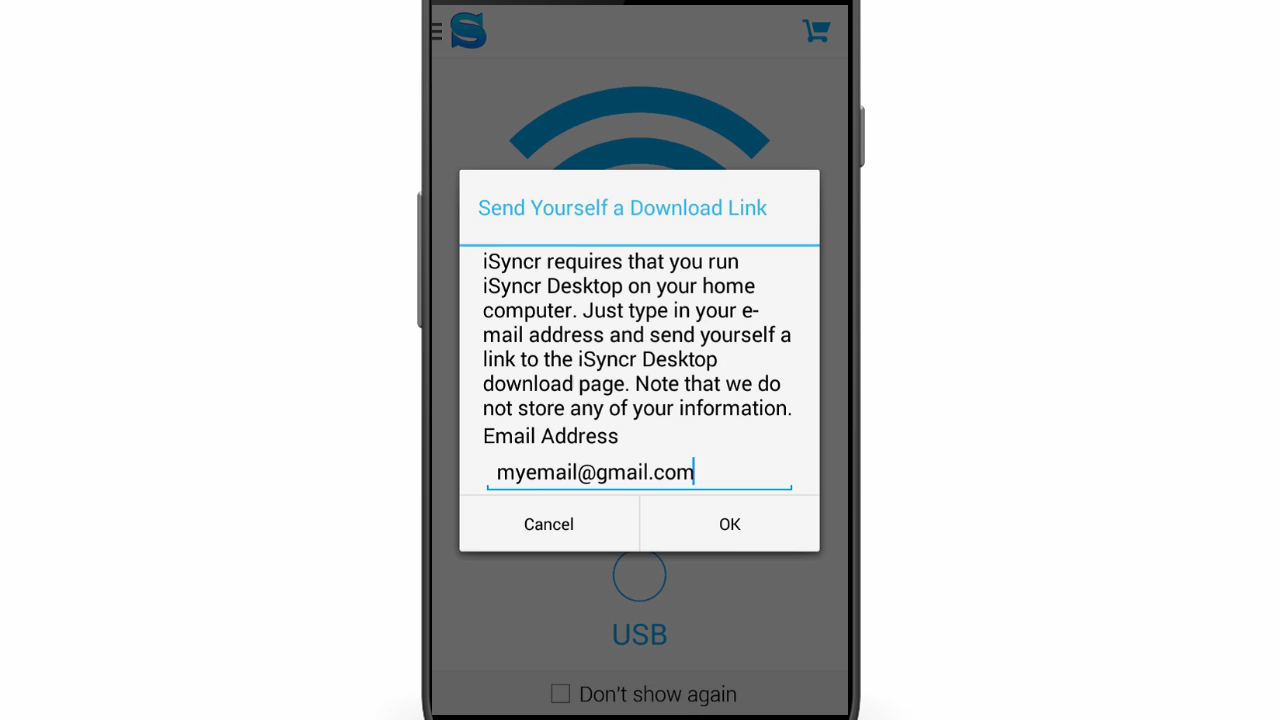 S
Send Yourself a Download Link
iSyncr requires that you run
iSyncr Desktop on your home
computer. Just type in your e-
mail address and send yourself a
link to the iSyncr Desktop
download page. Note that we do
not store any of your information.
Email Address
myemail@gmail.com
Cancel
OK
USB
Don't show again